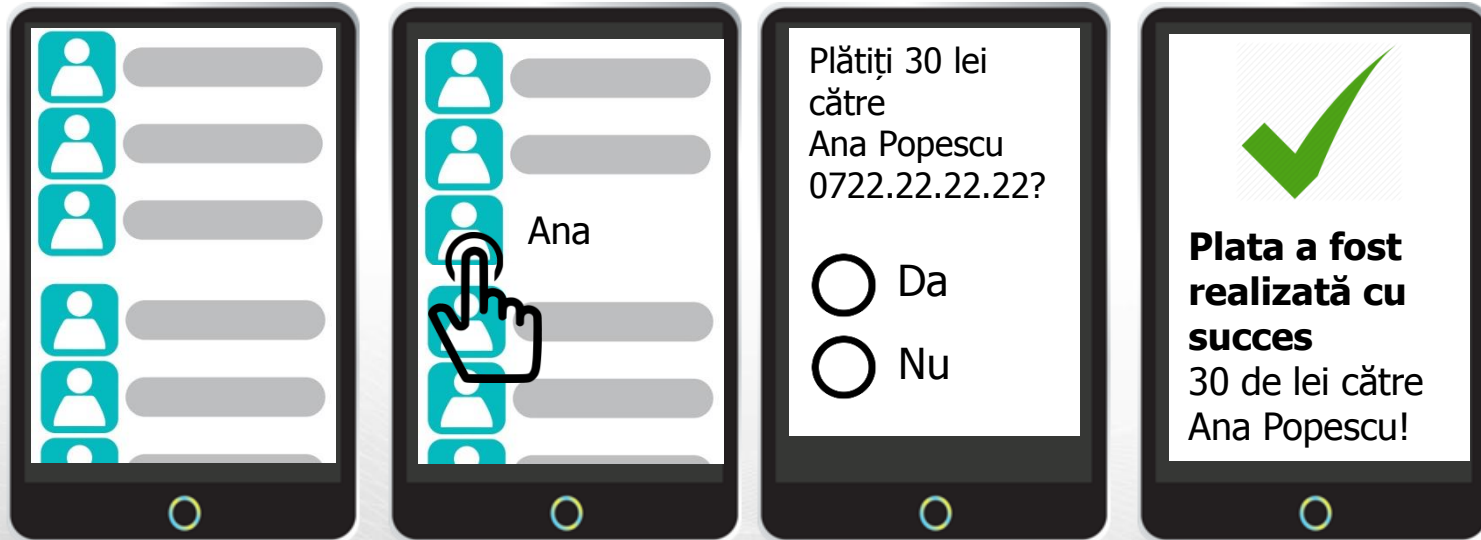 Ana
Plătiți 30 lei
către
Ana Popescu
0722.22.22.22?
Da
Nu
Plata a fost
realizată cu
succes
30 de lei către
Ana Popescu!